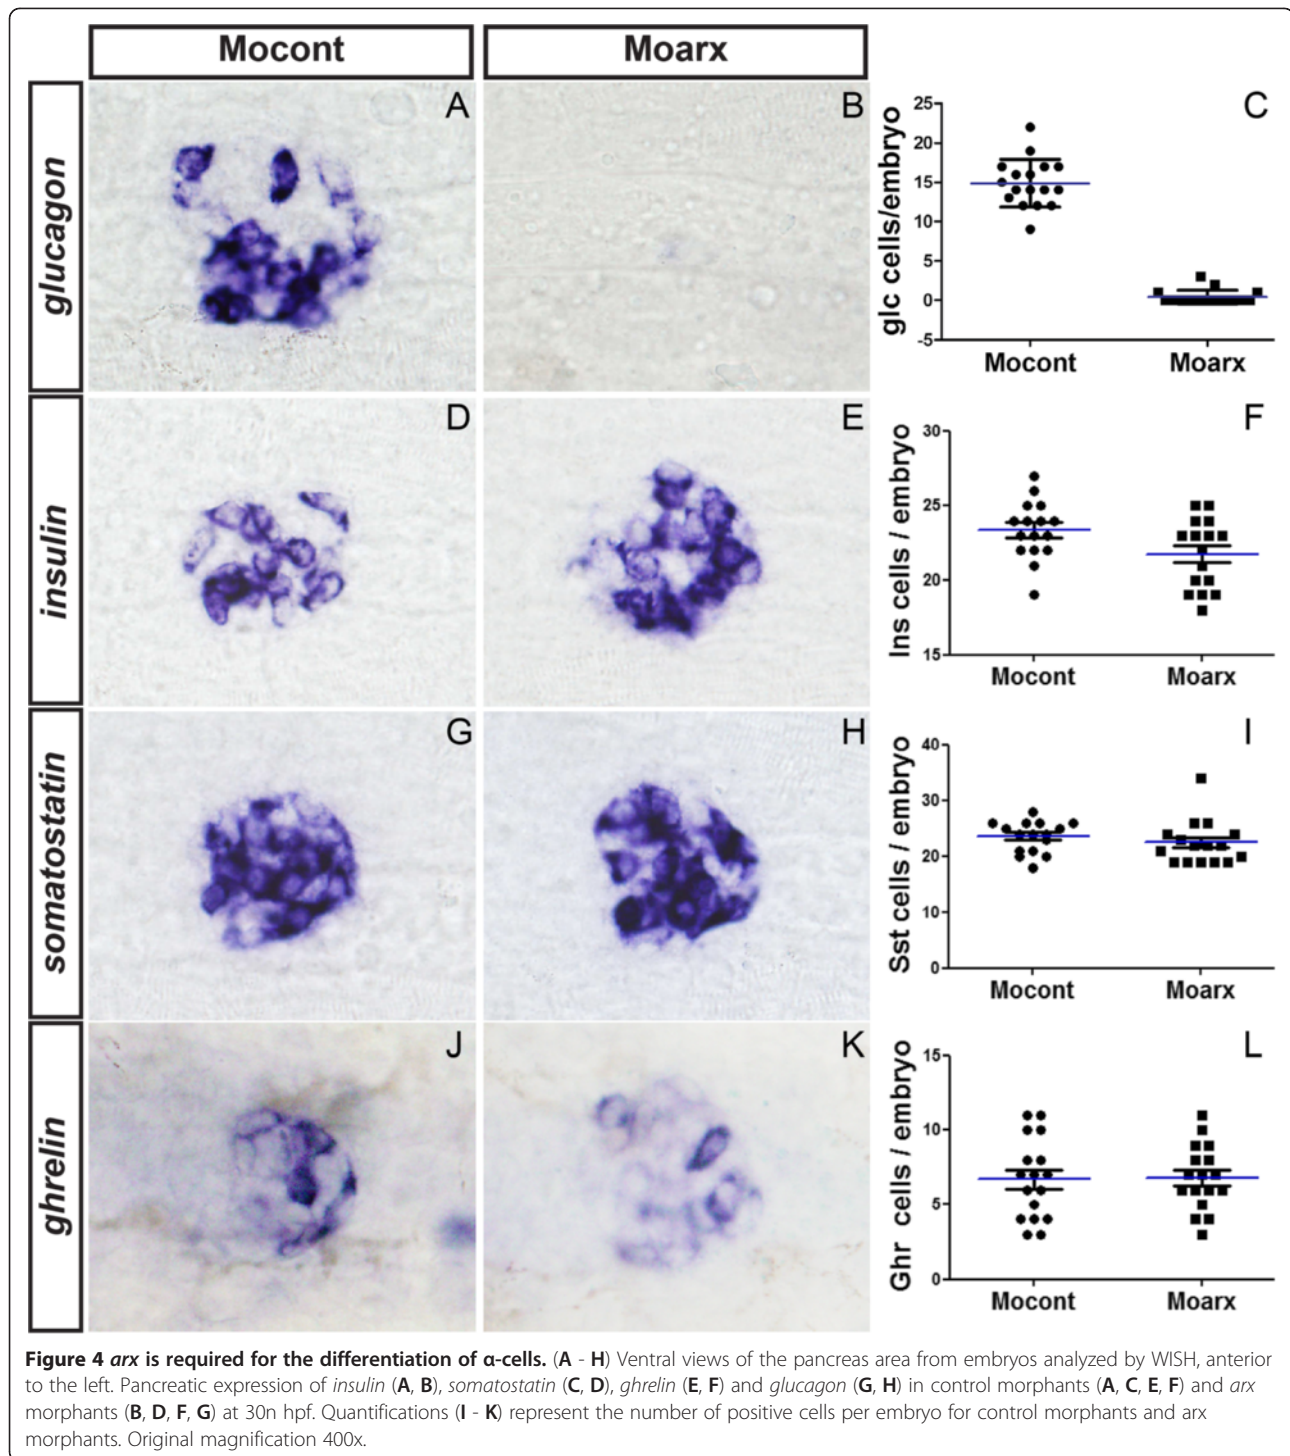 Mocont
Moarx
glucagon
A
B
C
glc cells/embryo
25
20
15
10
5
0
-5
Mocont
Moarx
insulin
D
E
F
Ins cells / embryo
30
25
20
15
Mocont
Moarx
somatostatin
G
H
I
Sst cells / embryo
40
30
20
10
0
Mocont
Moarx
ghrelin
J
K
L
Ghr cells / embryo
15
10
5
0
Mocont
Moarx
Figure 4 arx is required for the differentiation of α-cells. (A - H) Ventral views of the pancreas area from embryos analyzed by WISH, anterior
to the left. Pancreatic expression of insulin (A, B), somatostatin (C, D), ghrelin (E, F) and glucagon (G, H) in control morphants (A, C, E, F) and arx
morphants (B, D, F, G) at 30n hpf. Quantifications (I - K) represent the number of positive cells per embryo for control morphants and arx
morphants. Original magnification 400x.